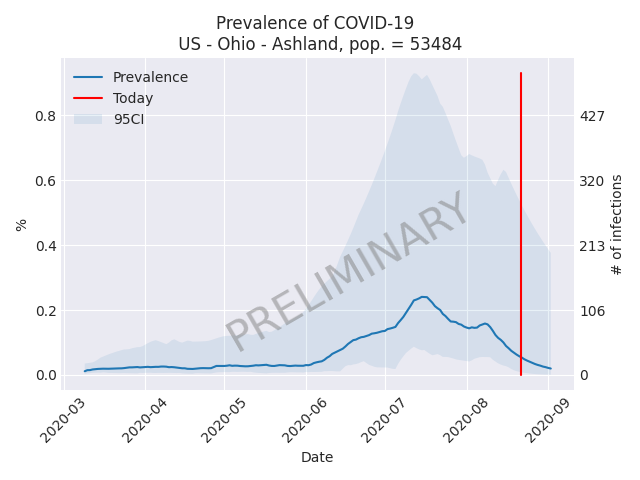 Prevalence of COVID-19
US - Ohio - Ashland, pop. = 53484
Prevalence
Today
95CI
0.8
0.6
0.4
0.2
0.0
%
427
320
213
106
0
# of infections
PRELIMINARY
2020-03
2020-04
2020-05
2020-06
2020-07
2020-08
2020-09
Date